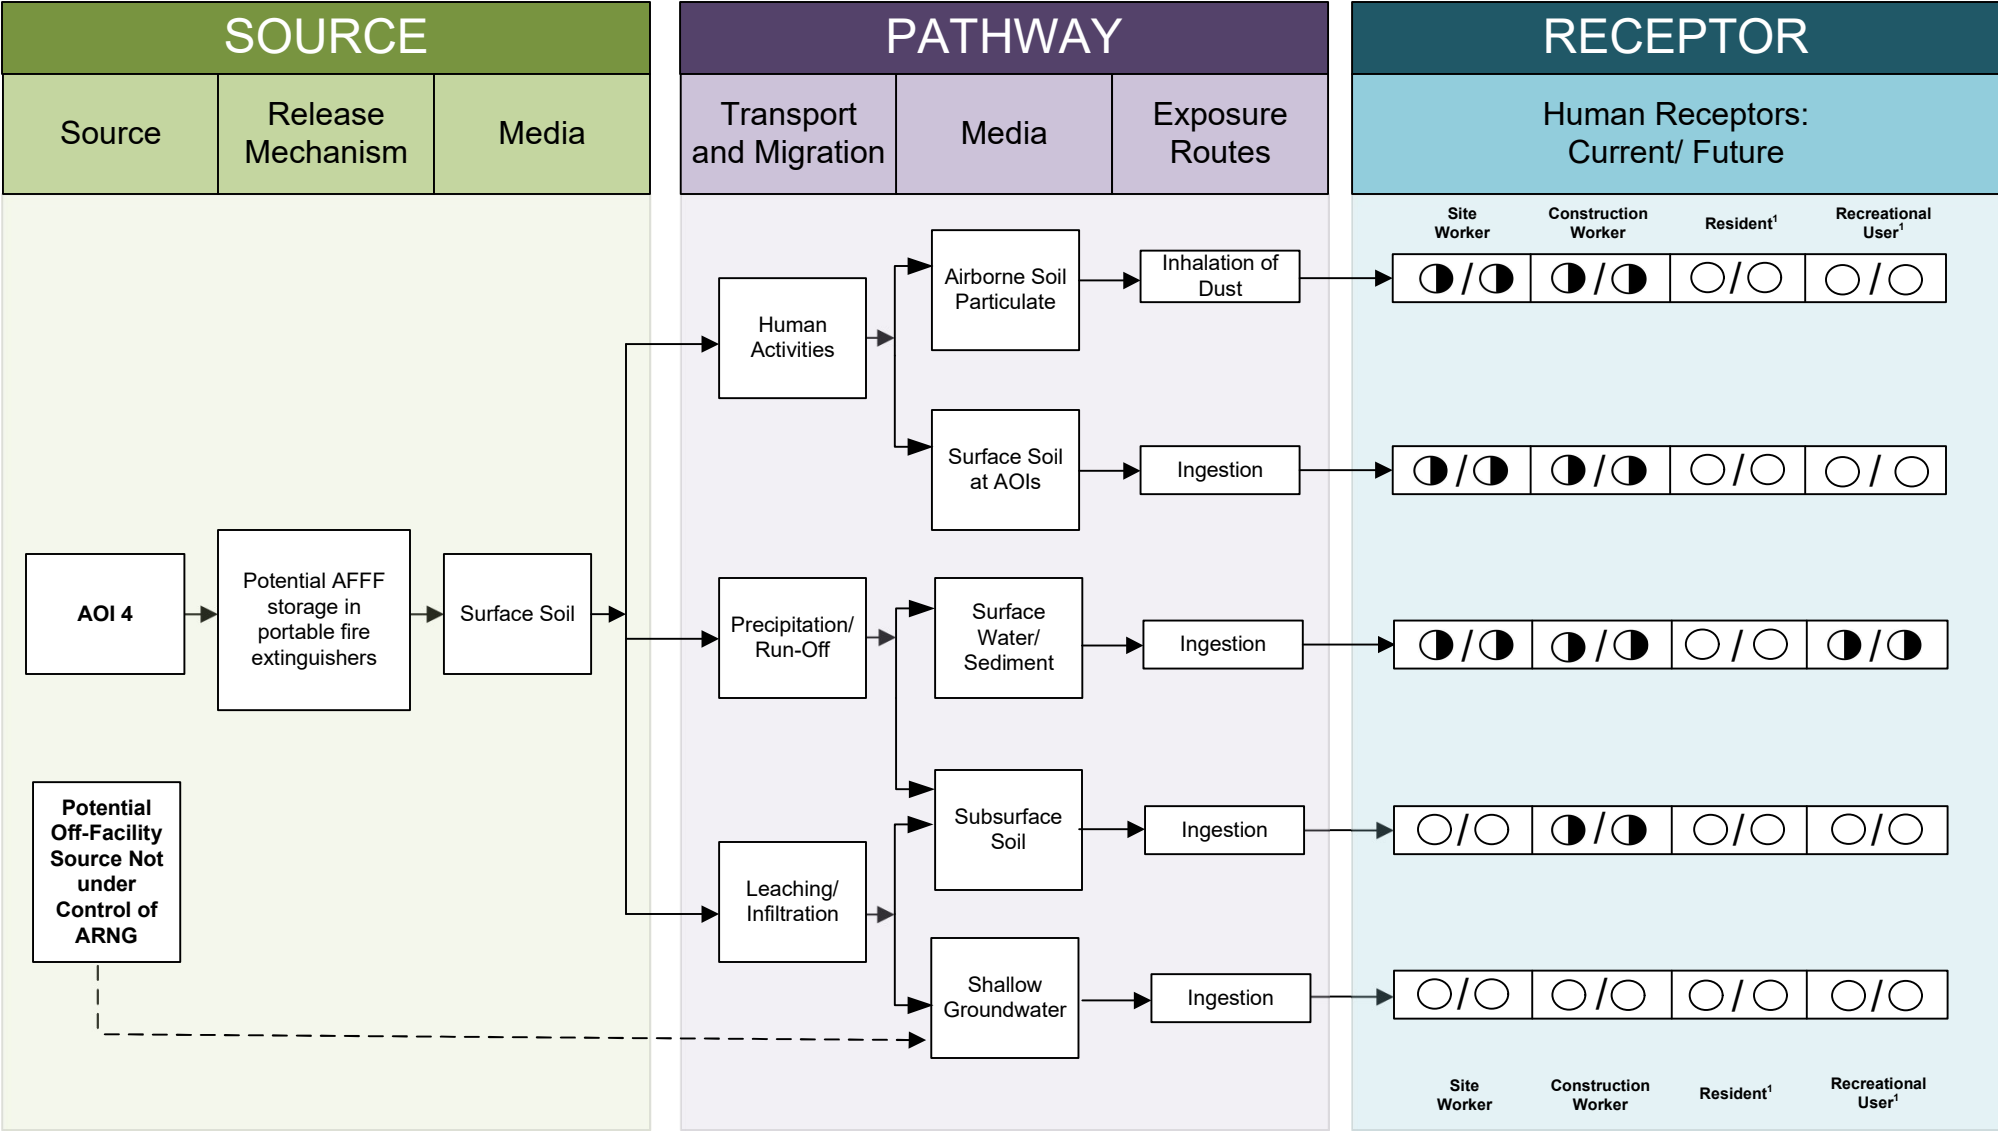 SOURCE
PATHWAY
RECEPTOR
Source
Release
Mechanism
Media
Transport
and Migration
Media
Exposure
Routes
Human Receptors:
Current/ Future
Site
Worker
Construction
Worker
Resident¹
Recreational
User¹
Airborne Soil
Particulate
Inhalation of
Dust
/
/
/
/
Human
Activities
Surface Soil
at AOIs
Ingestion
/
/
/
/
AOI 4
Potential AFFF
storage in
portable fire
extinguishers
Surface Soil
Precipitation/
Run-Off
Surface
Water/
Sediment
Ingestion
/
/
/
/
Potential
Off-Facility
Source Not
under
Control of
ARNG
Leaching/
Infiltration
Subsurface
Soil
Ingestion
/
/
/
/
Shallow
Groundwater
Ingestion
/
/
/
/
Site
Worker
Construction
Worker
Resident¹
Recreational
User¹